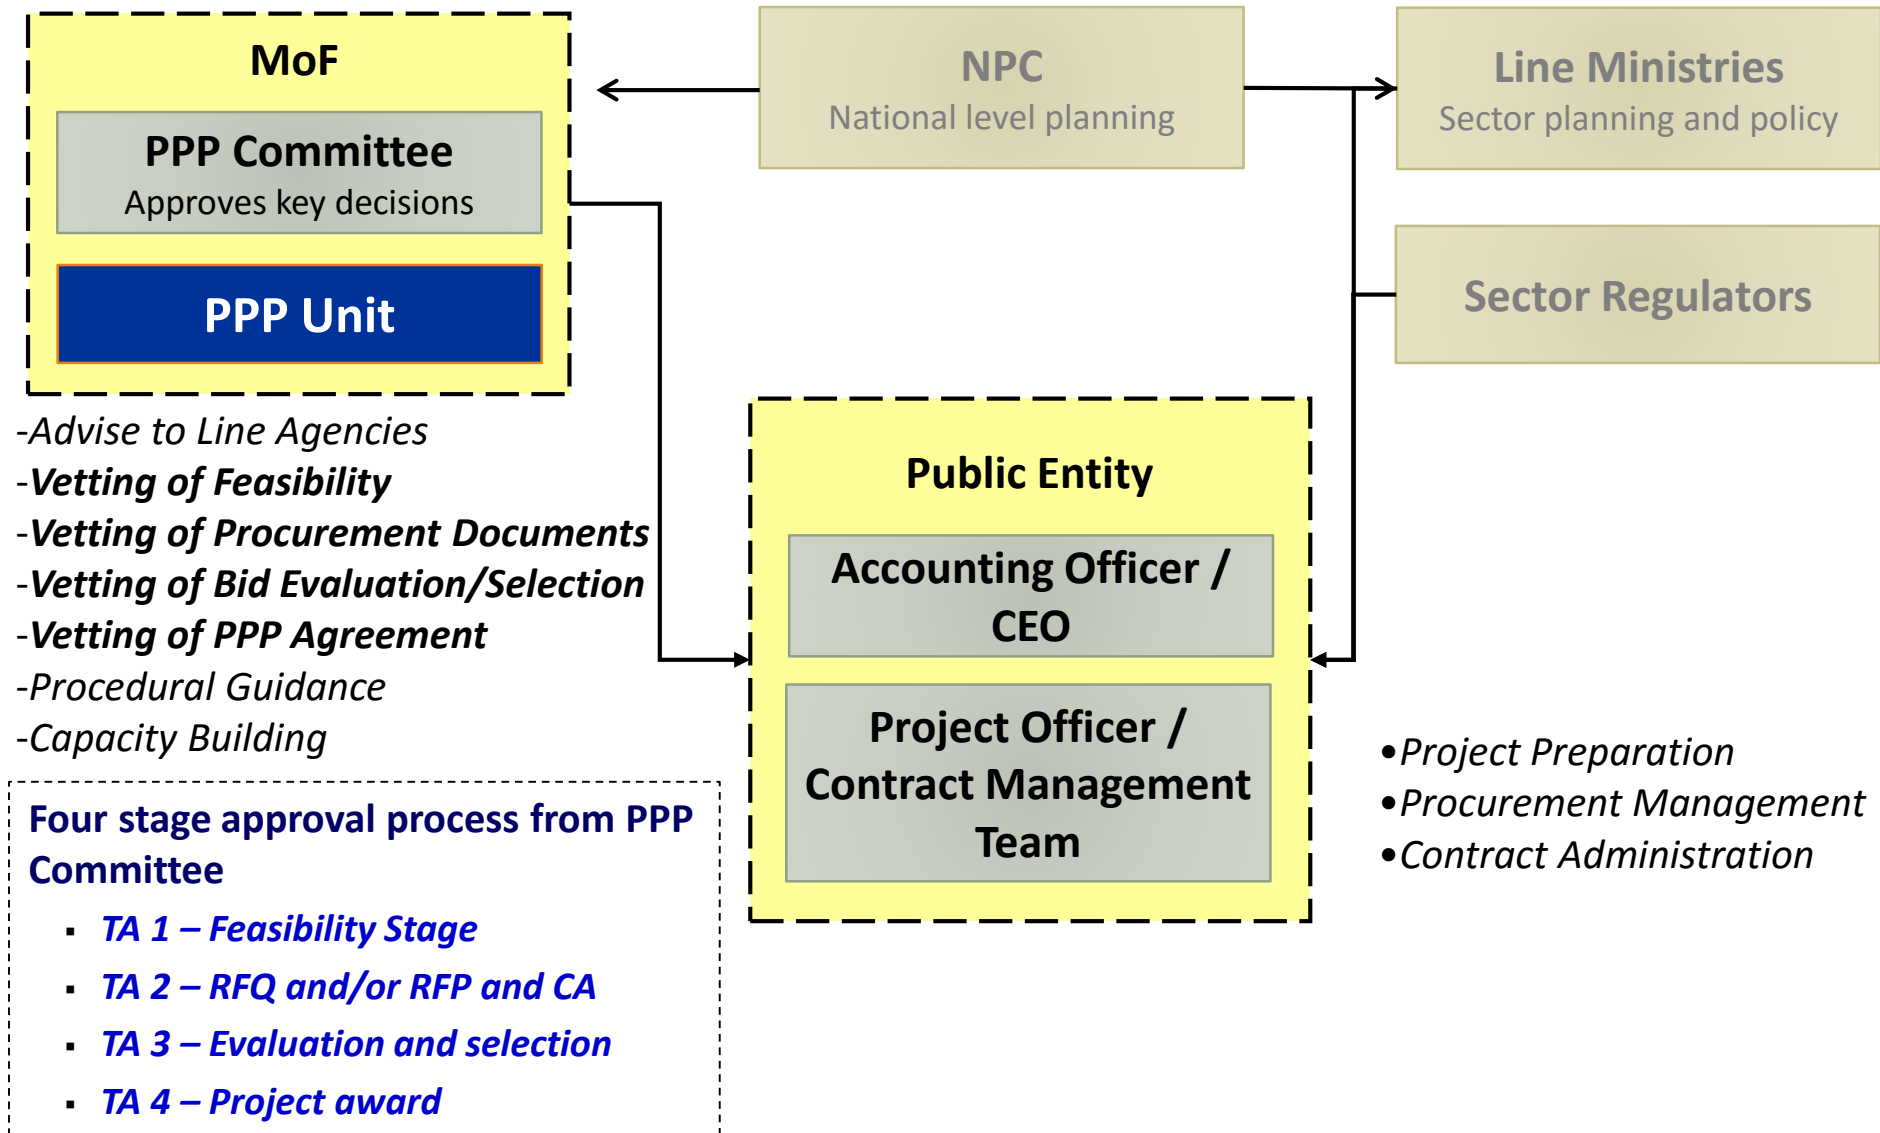 MoF
PPP Committee
Approves key decisions
PPP Unit
NPC
National level planning
Line Ministries
Sector planning and policy
Sector Regulators
-Advise to Line Agencies
-Vetting of Feasibility
-Vetting of Procurement Documents
-Vetting of Bid Evaluation/Selection
-Vetting of PPP Agreement
-Procedural Guidance
-Capacity Building
Public Entity
Accounting Officer /
CEO
Project Officer /
Contract Management
Team
•Project Preparation
•Procurement Management
•Contract Administration
Four stage approval process from PPP
Committee
▪ TA 1 – Feasibility Stage
▪ TA 2 – RFQ and/or RFP and CA
▪ TA 3 – Evaluation and selection
▪ TA 4 – Project award